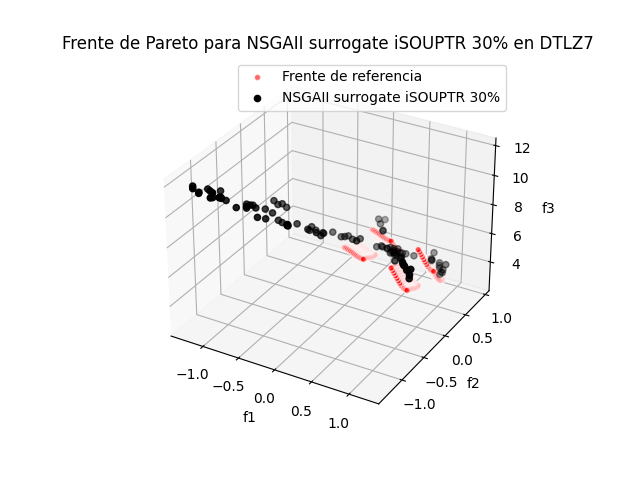 Frente de Pareto para NSGAII surrogate iSOUPTR 30% en DTLZ7
Frente de referencia
NSGAII surrogate iSOUPTR 30%
12
10
8
6
4
f3
1.0
0.5
0.0
−0.5
−1.0
f2
−1.0
−0.5
0.0
0.5
1.0
f1